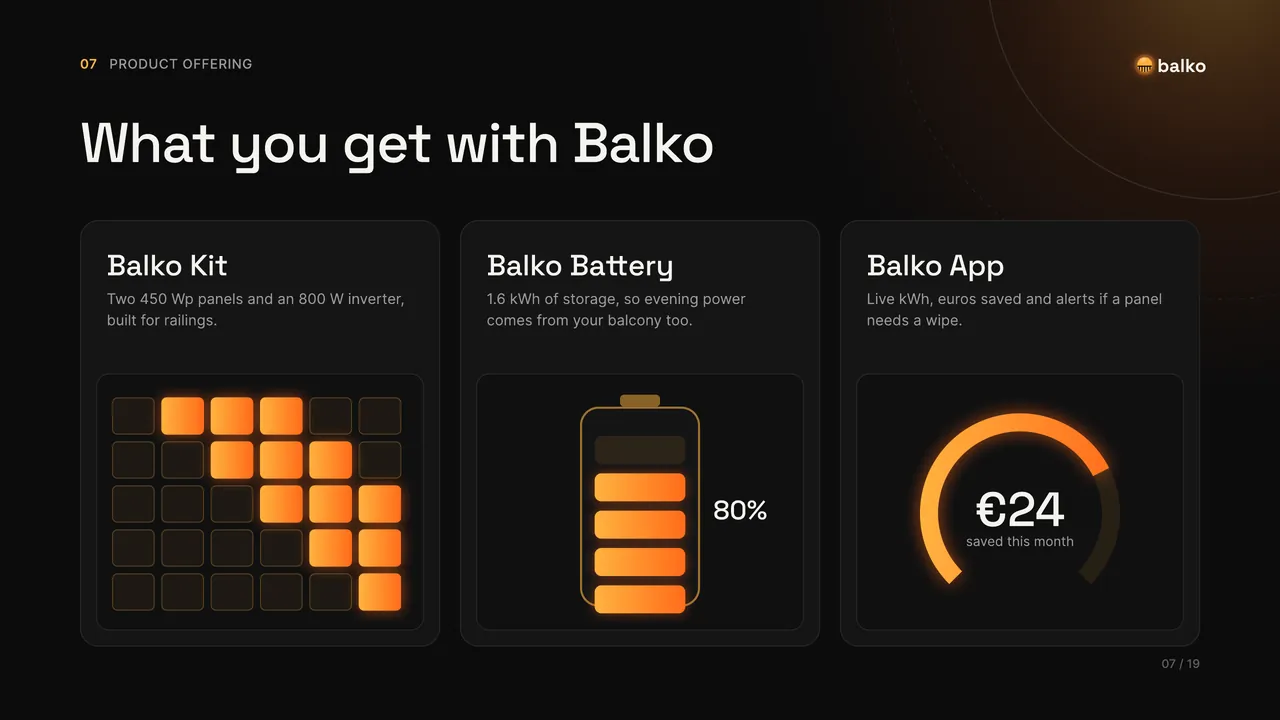 07 PRODUCT OFFERING
balko
What you get with Balko
Balko Kit
Two 450 Wp panels and an 800 W inverter,
built for railings.
Balko Battery
1.6 kWh of storage, so evening power
comes from your balcony too.
80%
Balko App
Live kWh, euros saved and alerts if a panel
needs a wipe.
€24
saved this month
07 / 19